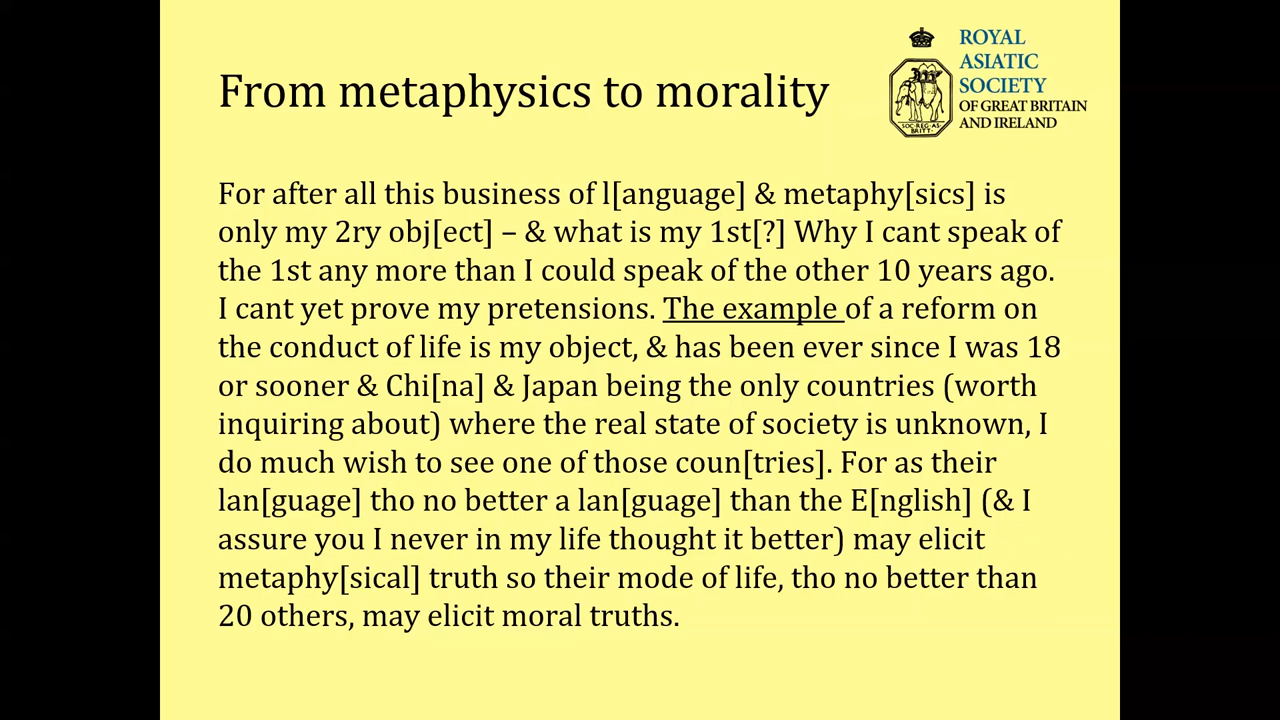 From metaphysics to morality
ROYAL
ASIATIC
SOCIETY
OF GREAT BRITAIN
AND IRELAND
SOC·REG·AS·
BRITT·
For after all this business of l[anguage] & metaphy[sics] is
only my 2ry obj[ect] – & what is my 1st[?] Why I cant speak of
the 1st any more than I could speak of the other 10 years ago.
I cant yet prove my pretensions. The example of a reform on
the conduct of life is my object, & has been ever since I was 18
or sooner & Chi[na] & Japan being the only countries (worth
inquiring about) where the real state of society is unknown, I
do much wish to see one of those coun[tries]. For as their
lan[guage] tho no better a lan[guage] than the E[nglish] (& I
assure you I never in my life thought it better) may elicit
metaphy[sical] truth so their mode of life, tho no better than
20 others, may elicit moral truths.